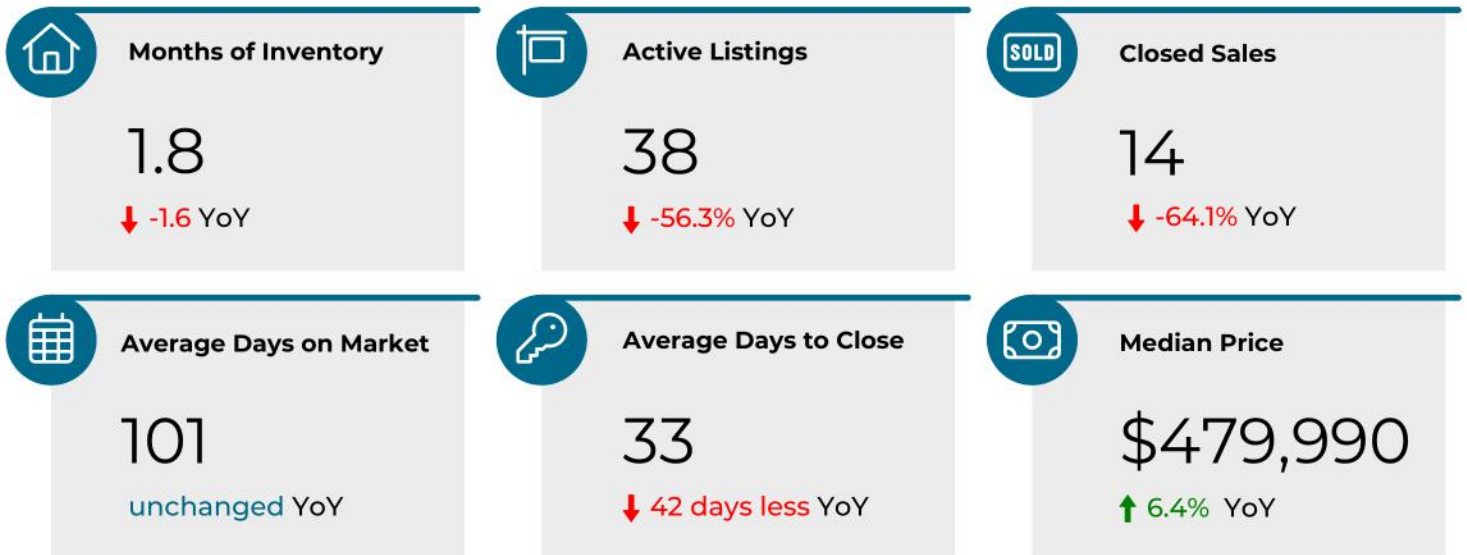 Months of Inventory
1.8
-1.6 YoY
Active Listings
38
-56.3% YoY
SOLD
Closed Sales
14
-64.1% YoY
Average Days on Market
101
unchanged YoY
Average Days to Close
33
42 days less YoY
Median Price
$479,990
6.4% YoY